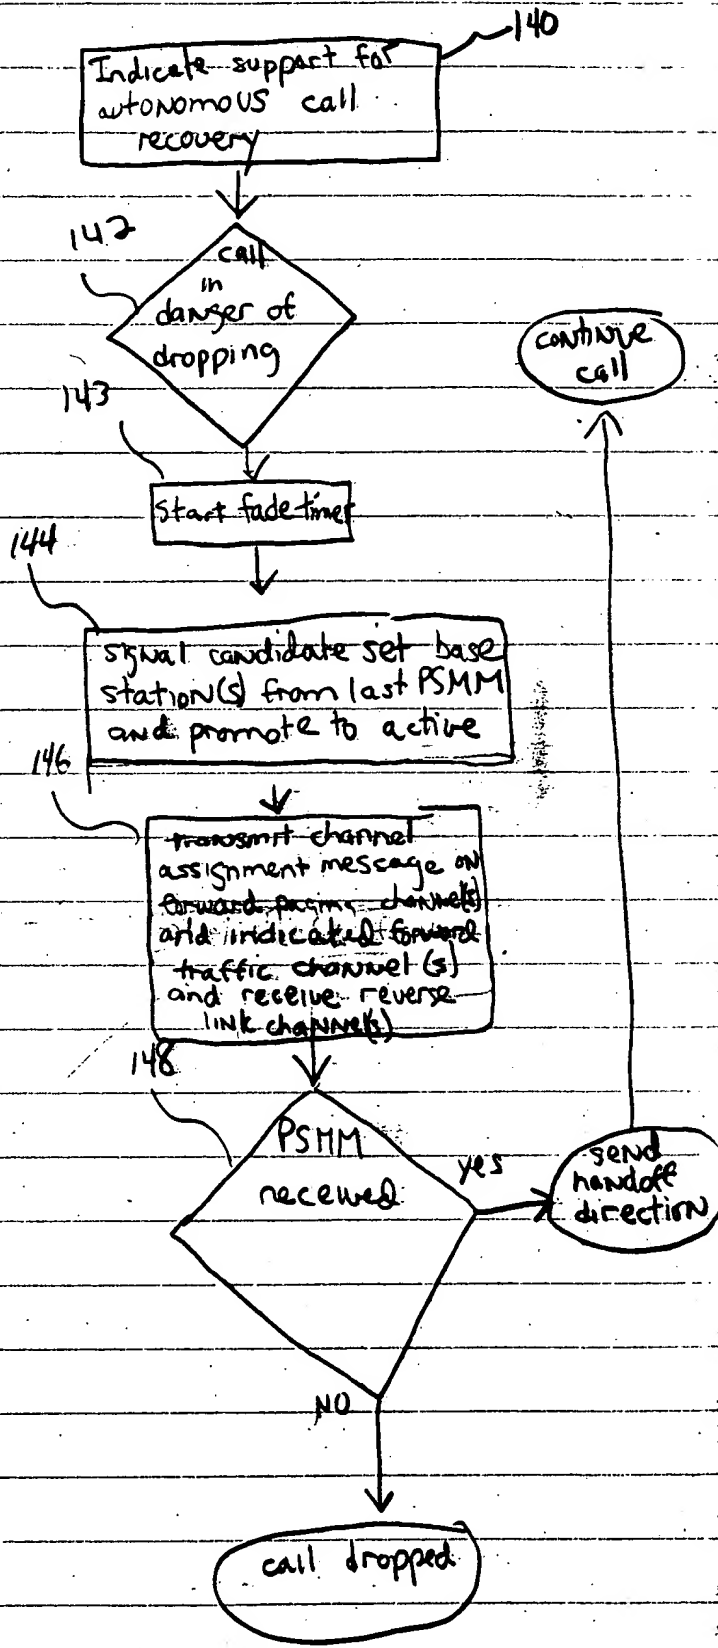 140
Indicate support for
autonomous call
recovery
142
call
in
danger of
dropping
continue
call
143
Start fade timer
144
signal candidate set base
station(s) from last PSMM
and promote to active
146
transmit channel
assignment message on
forward paging channel(s)
and indicated forward
traffic channel(s)
and receive reverse
link channel(s)
148
PSMM
received
yes
send
handoff
direction
NO
call dropped